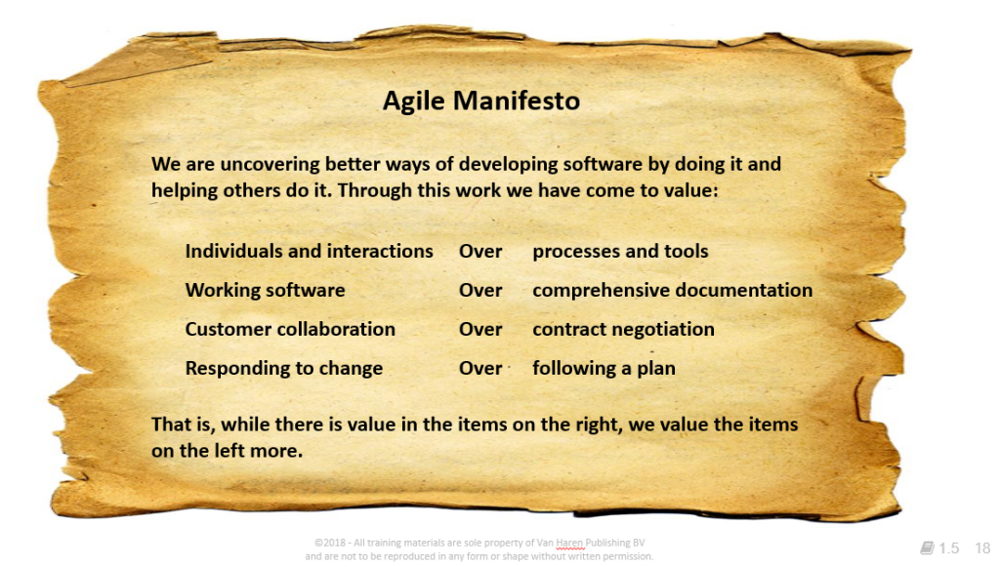 Agile Manifesto
We are uncovering better ways of developing software by doing it and
helping others do it. Through this work we have come to value:
Individuals and interactions Over processes and tools
Working software Over comprehensive documentation
Customer collaboration Over contract negotiation
Responding to change Over following a plan
That is, while there is value in the items on the right, we value the items
on the left more.
©2018 - All training materials are sole property of Van Haren Publishing BV
and are not to be reproduced in any form or shape without written permission.
1.5 18